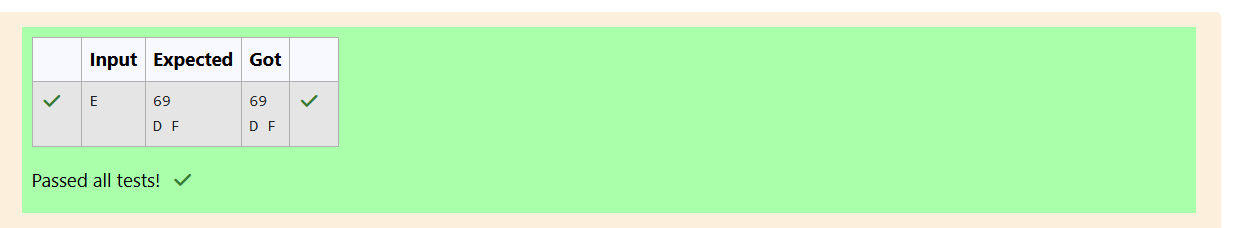 Input Expected Got
E 69 69
D F D F
Passed all tests!